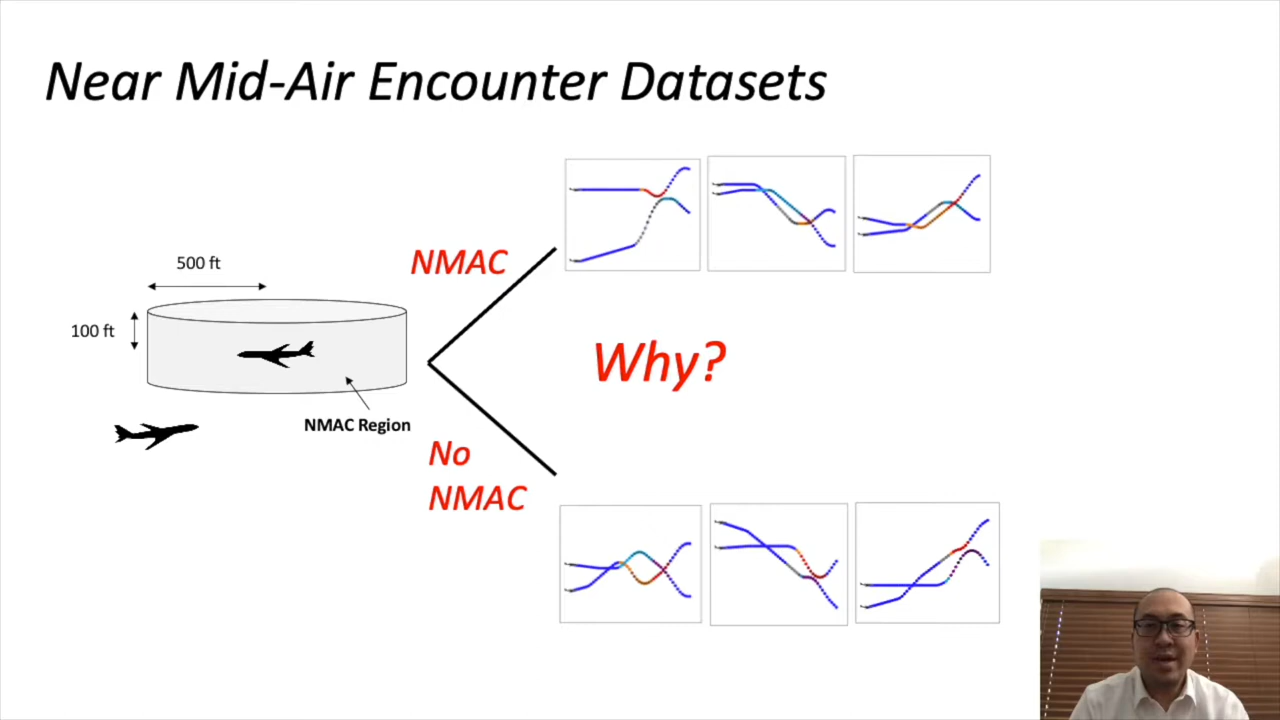 Near Mid-Air Encounter Datasets
500 ft
100 ft
NMAC Region
NMAC
Why?
No
NMAC